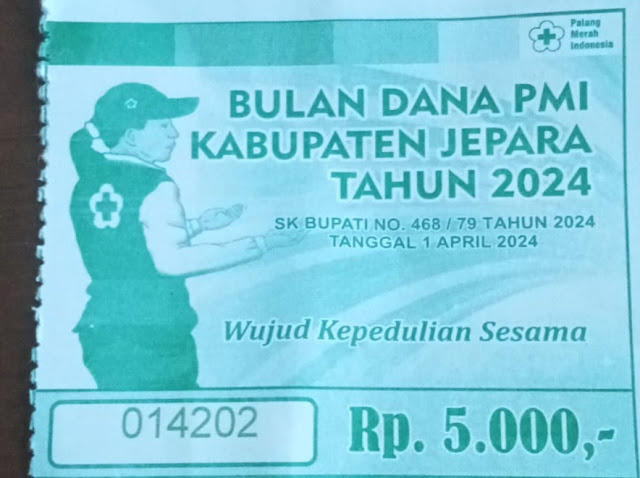 Palang
Merah
Indonesia
BULAN DANA PMI
KABUPATEN JEPARA
TAHUN 2024
SK BUPATI NO. 468 / 79 TAHUN 2024
TANGGAL 1 APRIL 2024
Wujud Kepedulian Sesama
014202
Rp. 5.000,-